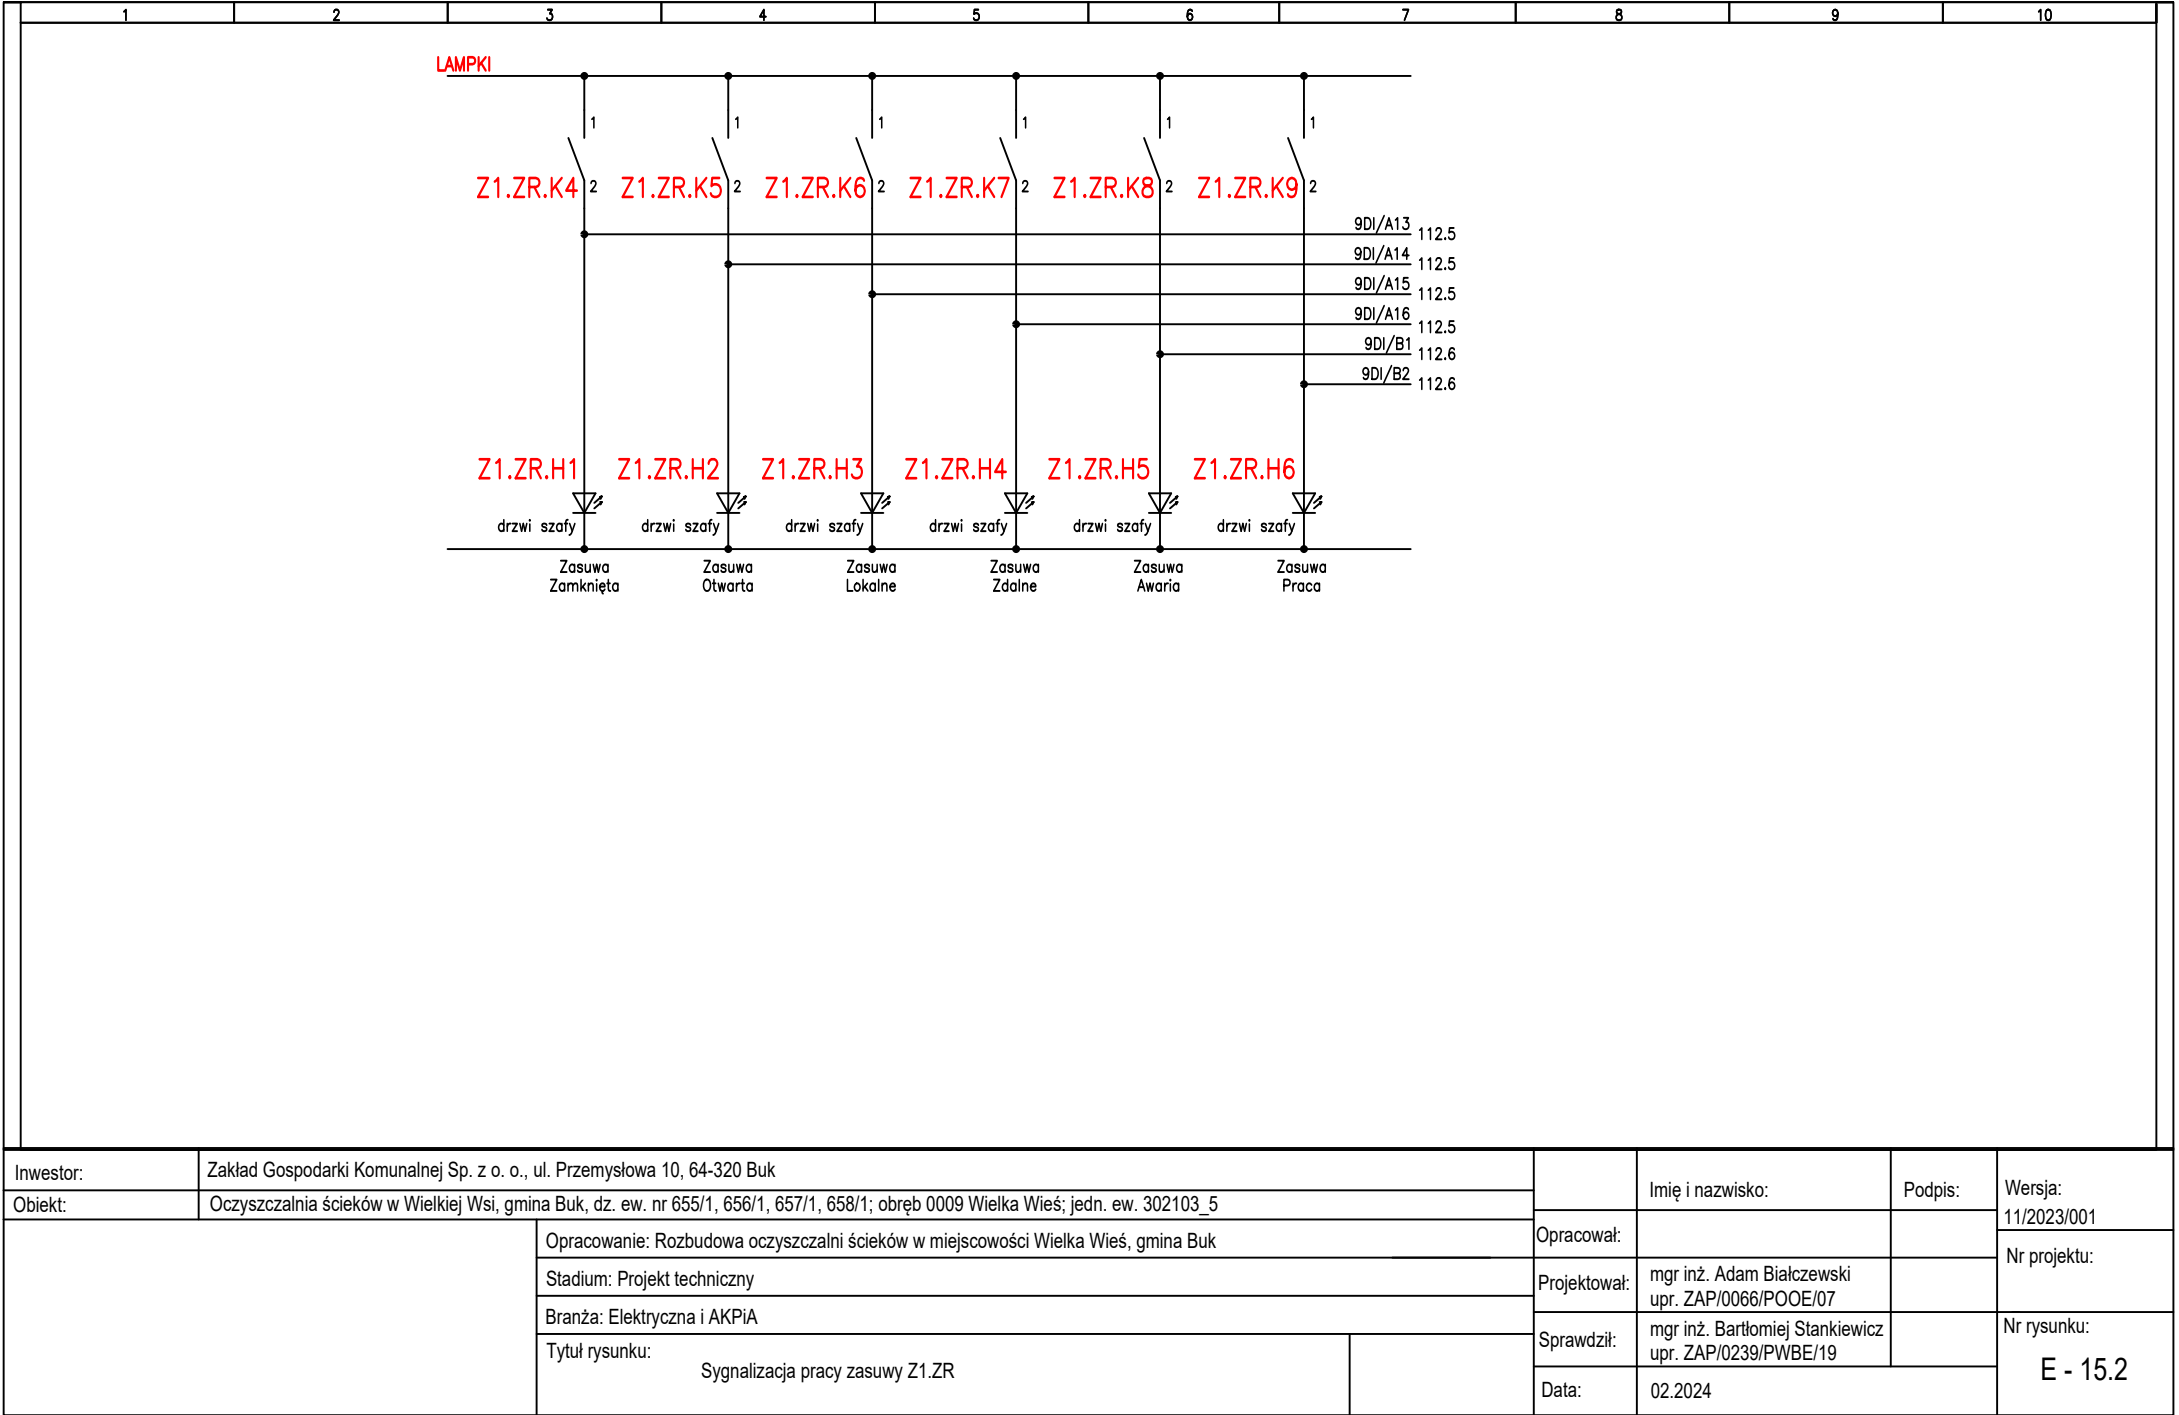 1 2 3 4 5 6 7 8 9 10
LAMPKI
1 1 1 1 1 1
Z1.ZR.K4 2 Z1.ZR.K5 2 Z1.ZR.K6 2 Z1.ZR.K7 2 Z1.ZR.K8 2 Z1.ZR.K9 2
9DI/A13 112.5
9DI/A14 112.5
9DI/A15 112.5
9DI/A16 112.5
9DI/B1 112.6
9DI/B2 112.6
Z1.ZR.H1 Z1.ZR.H2 Z1.ZR.H3 Z1.ZR.H4 Z1.ZR.H5 Z1.ZR.H6
drzwi szafy drzwi szafy drzwi szafy drzwi szafy drzwi szafy drzwi szafy
Zasuwa Zasuwa Zasuwa Zasuwa Zasuwa Zasuwa
Zamknięta Otwarta Lokalne Zdalne Awaria Praca
Inwestor: Zakład Gospodarki Komunalnej Sp. z o. o., ul. Przemysłowa 10, 64-320 Buk
Obiekt: Oczyszczalnia ścieków w Wielkiej Wsi, gmina Buk, dz. ew. nr 655/1, 656/1, 657/1, 658/1; obręb 0009 Wielka Wieś; jedn. ew. 302103_5
Opracowanie: Rozbudowa oczyszczalni ścieków w miejscowości Wielka Wieś, gmina Buk
Stadium: Projekt techniczny
Branża: Elektryczna i AKPiA
Tytuł rysunku:
Sygnalizacja pracy zasuwy Z1.ZR
Imię i nazwisko: Podpis:
Opracował:
Projektował: mgr inż. Adam Białczewski
upr. ZAP/0066/POOE/07
Sprawdził: mgr inż. Bartłomiej Stankiewicz
upr. ZAP/0239/PWBE/19
Data: 02.2024
Wersja:
11/2023/001
Nr projektu:
Nr rysunku:
E - 15.2